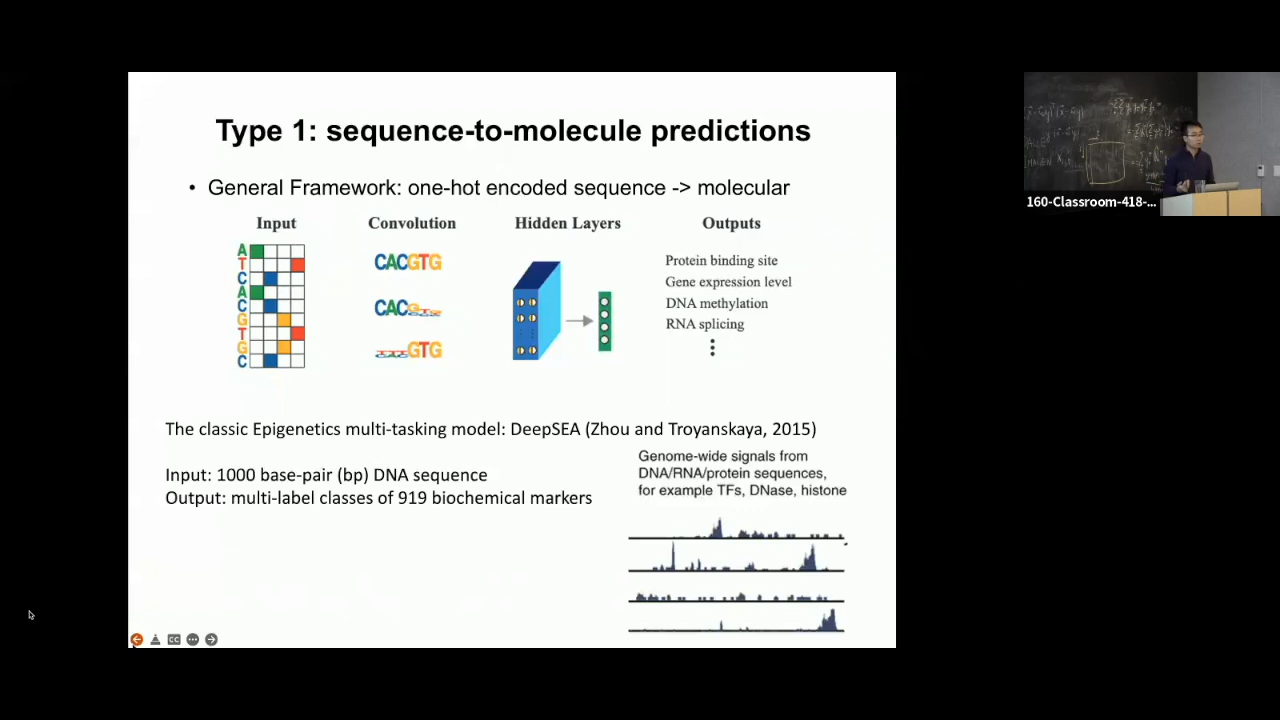 Type 1: sequence-to-molecule predictions
• General Framework: one-hot encoded sequence -> molecular
Input
Convolution
Hidden Layers
Outputs
A
T
C
A
C
G
T
G
C
CACGTG
CAC
GTG
Protein binding site
Gene expression level
DNA methylation
RNA splicing
The classic Epigenetics multi-tasking model: DeepSEA (Zhou and Troyanskaya, 2015)
Input: 1000 base-pair (bp) DNA sequence
Output: multi-label classes of 919 biochemical markers
Genome-wide signals from
DNA/RNA/protein sequences,
for example TFs, DNase, histone
CC
160-Classroom-418-...